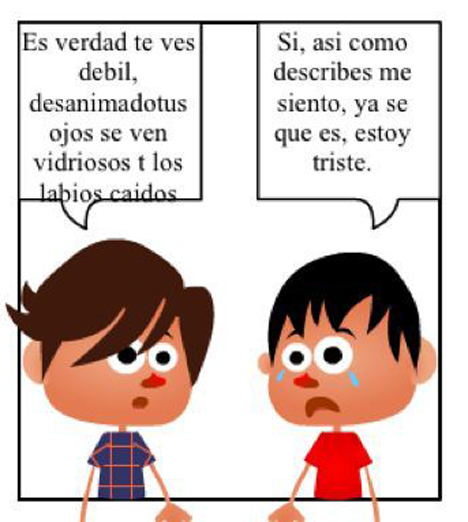 Es verdad te ves
debil,
desanimadotus
ojos se ven
vidriosos t los
labios caidos
Si, asi como
describes me
siento, ya se
que es, estoy
triste.